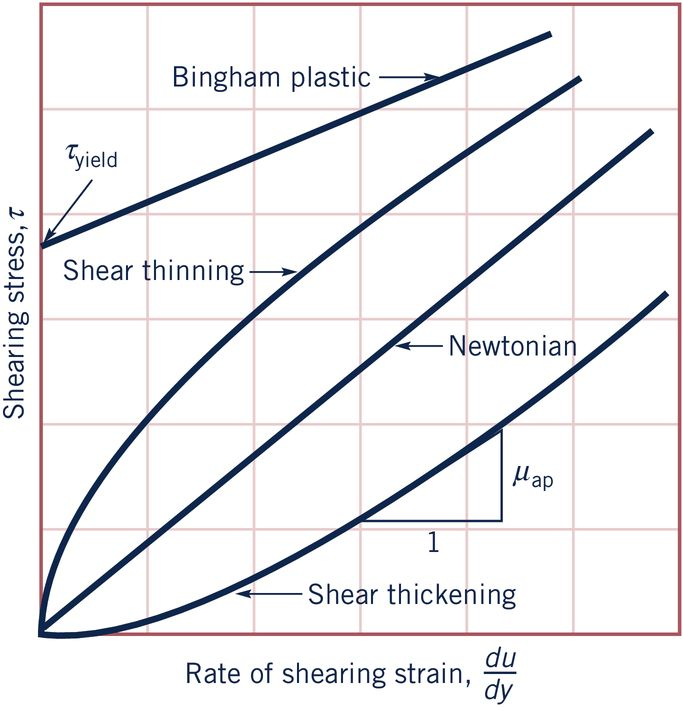 Bingham plastic
τyield
Shear thinning
Shearing stress, τ
Newtonian
μap
1
Shear thickening
Rate of shearing strain, du/dy